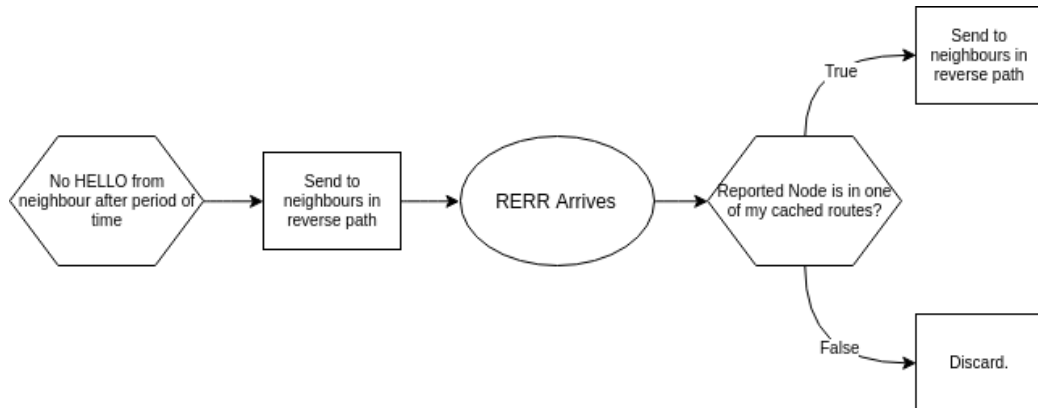 No HELLO from
neighbour after period of
time
Send to
neighbours in
reverse path
RERR Arrives
Reported Node is in one
of my cached routes?
True
Send to
neighbours in
reverse path
False
Discard.